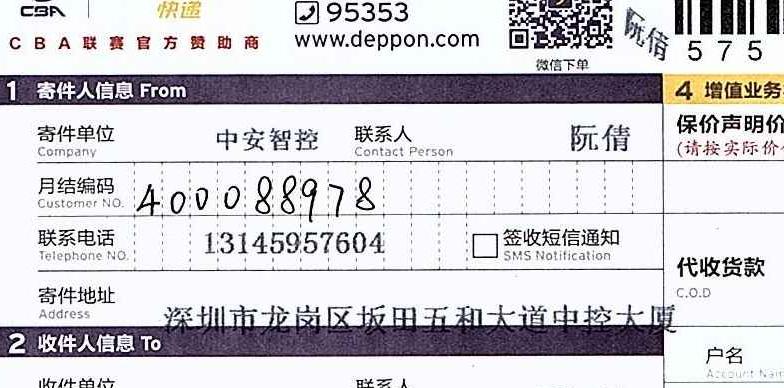 CBA 快递 95353
CBA联赛官方赞助商 www.deppon.com 微信下单 阮倩 575
1 寄件人信息 From 4 增值业务
寄件单位 中安智控 联系人 阮倩 保价声明价
Company Contact Person (请按实际价
月结编码 400088978
Customer NO.
联系电话 13145957604 签收短信通知
Telephone NO. SMS Notification 代收货款
寄件地址 C.O.D
Address 深圳市龙岗区坂田五和大道中控大厦
2 收件人信息 To 户名
收件单位 联系人 Account Nam